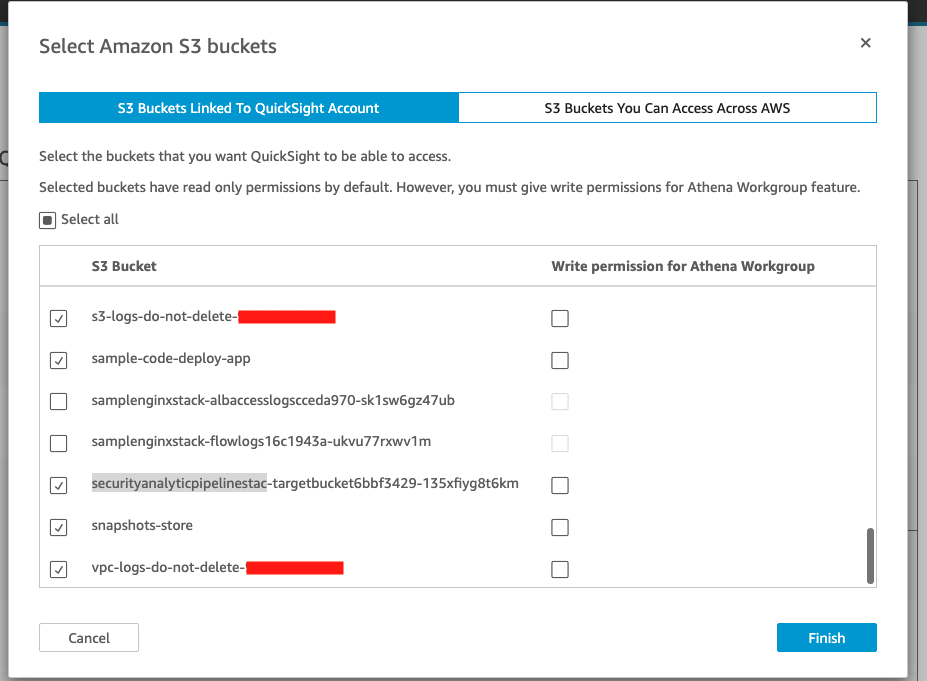 Select Amazon S3 buckets
S3 Buckets Linked To QuickSight Account
S3 Buckets You Can Access Across AWS
Select the buckets that you want QuickSight to be able to access.
Selected buckets have read only permissions by default. However, you must give write permissions for Athena Workgroup feature.
Select all
S3 Bucket
Write permission for Athena Workgroup
s3-logs-do-not-delete-
sample-code-deploy-app
samplenginxstack-albaccesslogscceda970-sk1sw6gz47ub
samplenginxstack-flowlogs16c1943a-ukvu77rxwv1m
securityanalyticpipelinestac-targetbucket6bbf3429-135xfiyg8t6km
snapshots-store
vpc-logs-do-not-delete-
Cancel
Finish